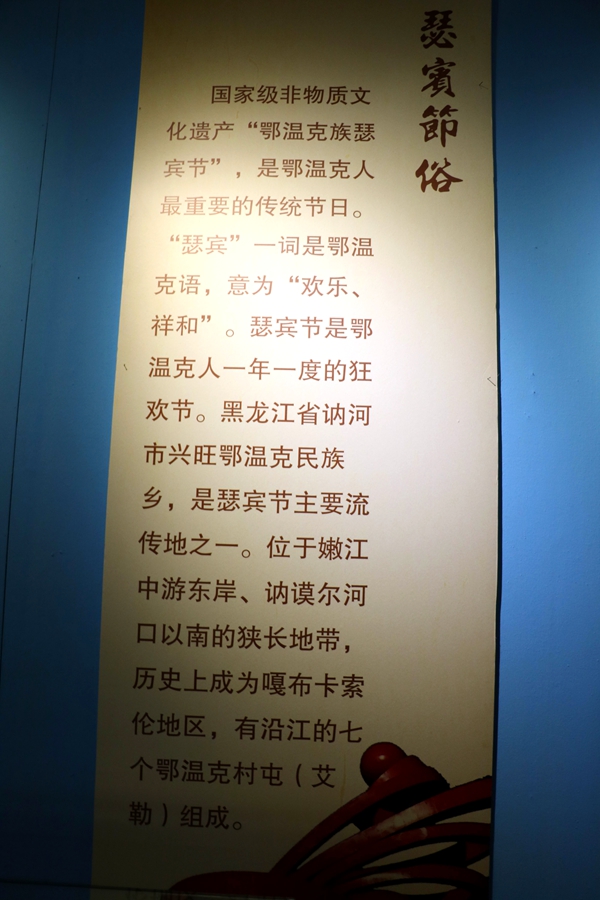 瑟賓節俗
国家级非物质文
化遗产“鄂温克族瑟
宾节”，是鄂温克人
最重要的传统节日。
“瑟宾”一词是鄂温
克语，意为“欢乐、
祥和”。瑟宾节是鄂
温克人一年一度的狂
欢节。黑龙江省讷河
市兴旺鄂温克民族
乡，是瑟宾节主要流
传地之一。位于嫩江
中游东岸、讷谟尔河
口以南的狭长地带，
历史上成为嘎布卡索
伦地区，有沿江的七
个鄂温克村屯（艾
勒）组成。